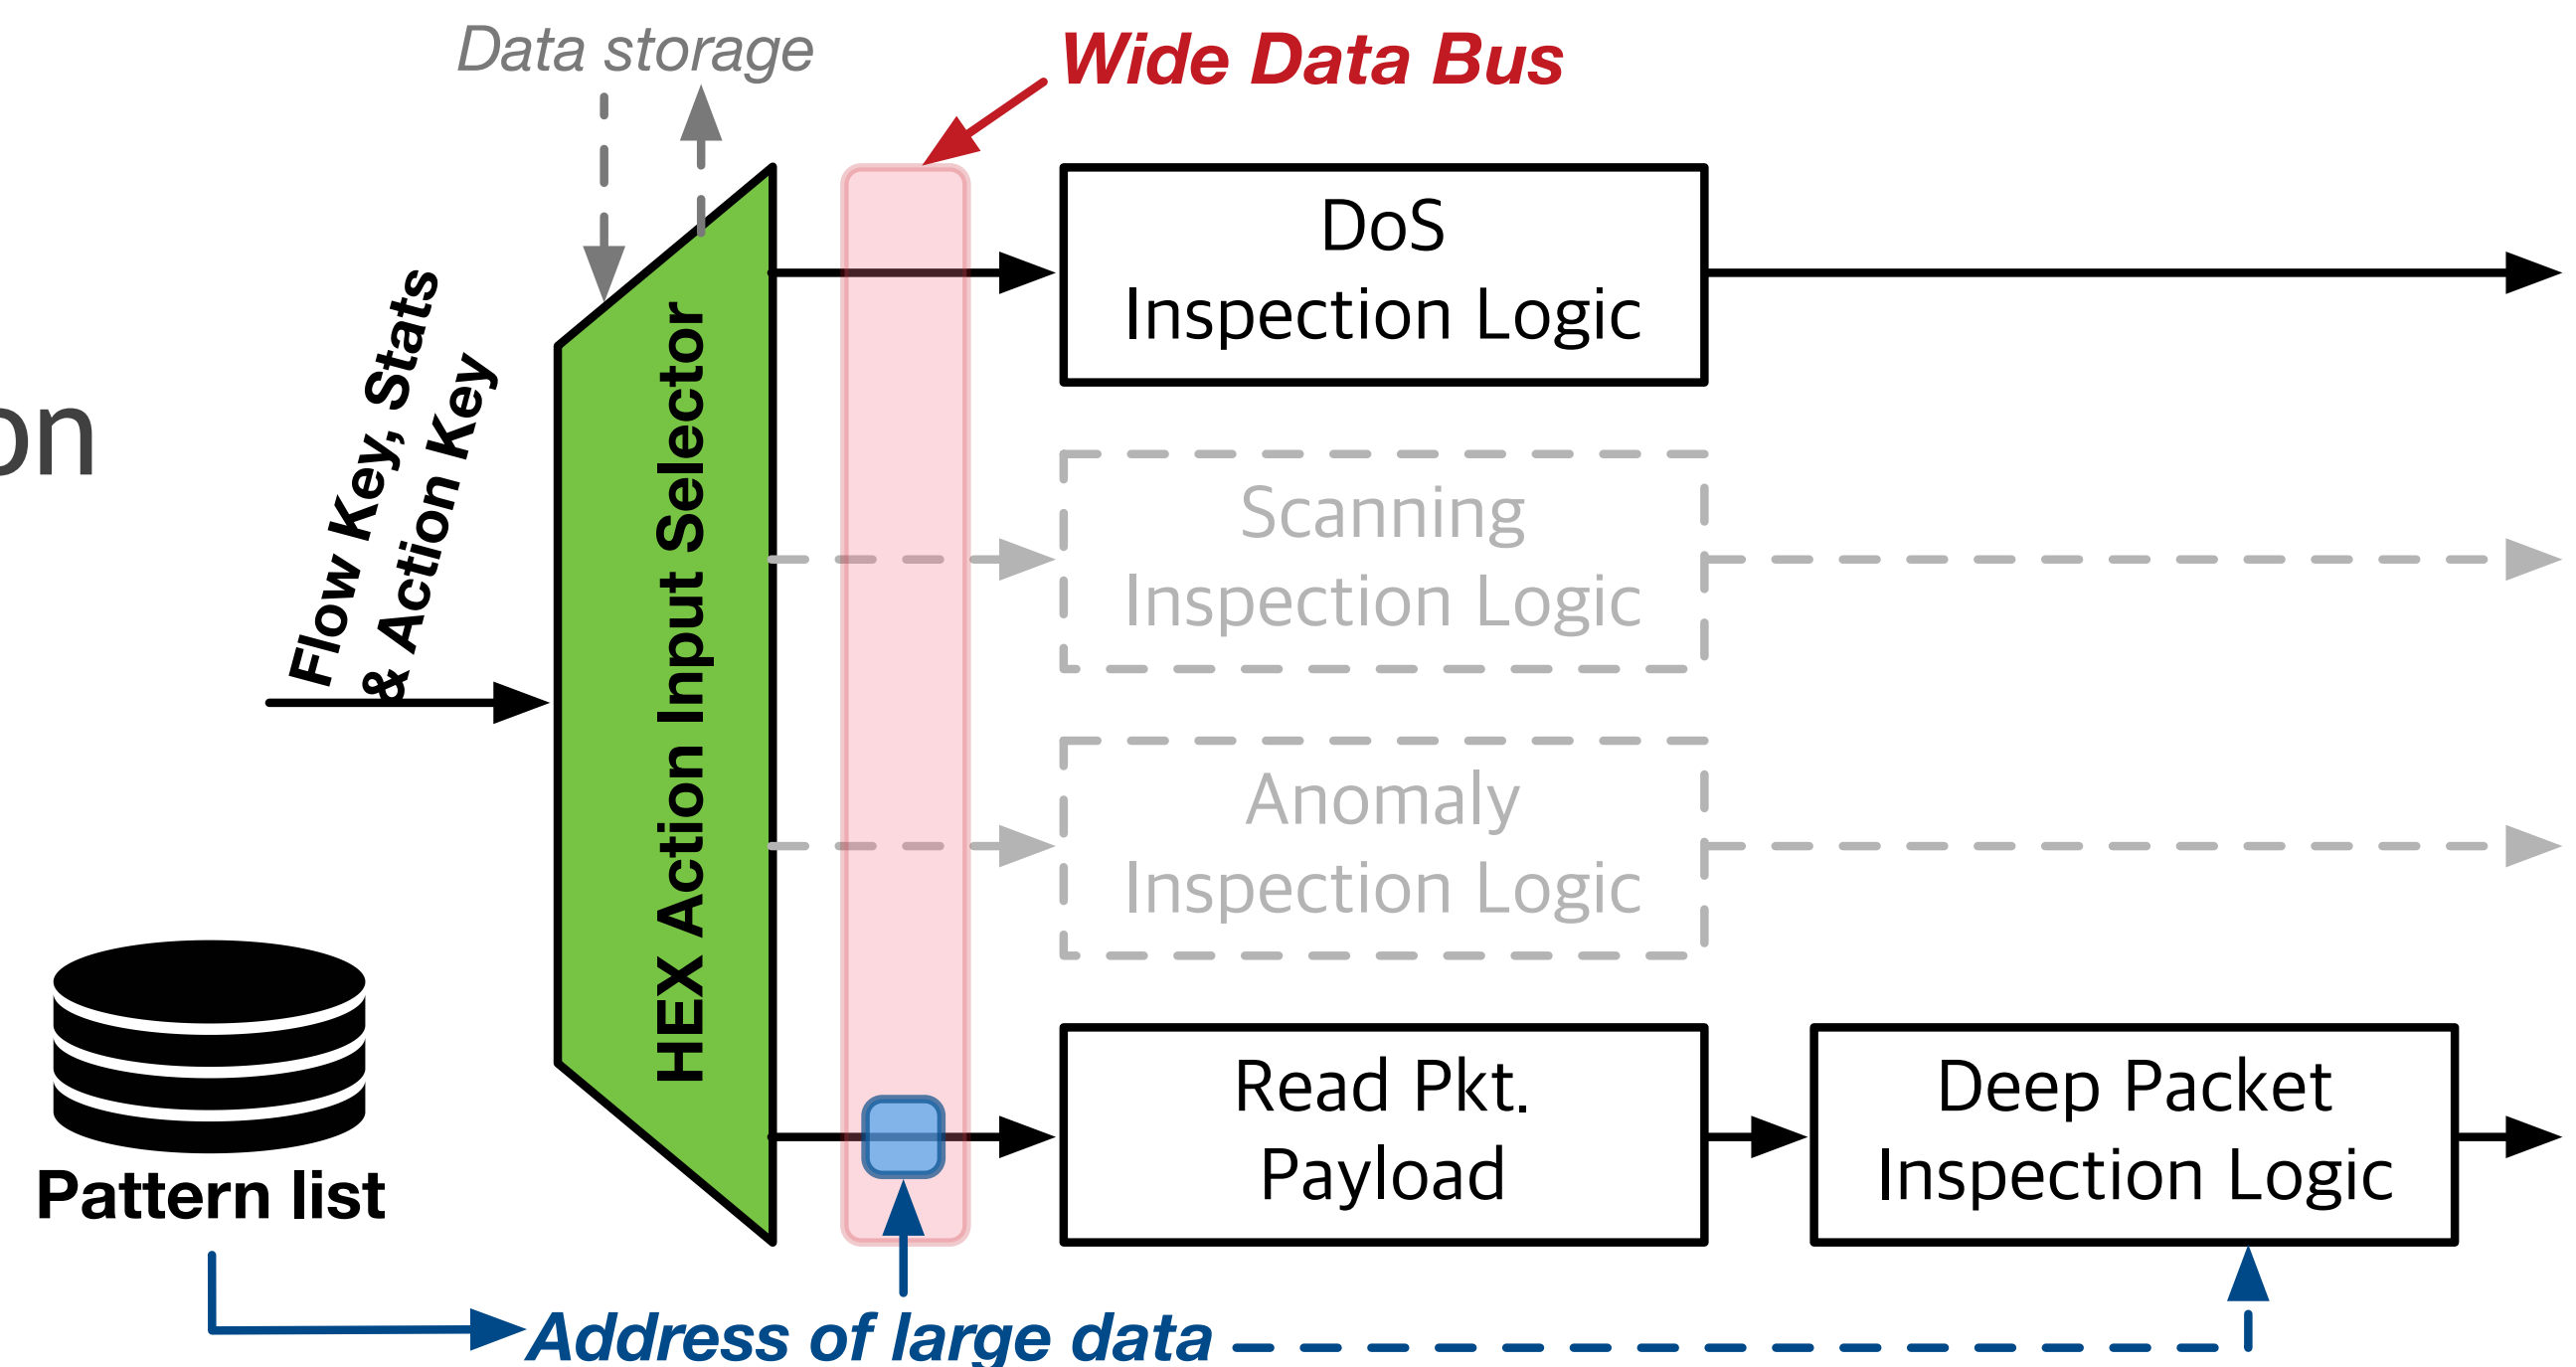 Data storage
Wide Data Bus
on
Flow Key, Stats
& Action Key
HEX Action Input Selector
DoS
Inspection Logic
Scanning
Inspection Logic
Anomaly
Inspection Logic
Read Pkt.
Payload
Deep Packet
Inspection Logic
Pattern list
Address of large data